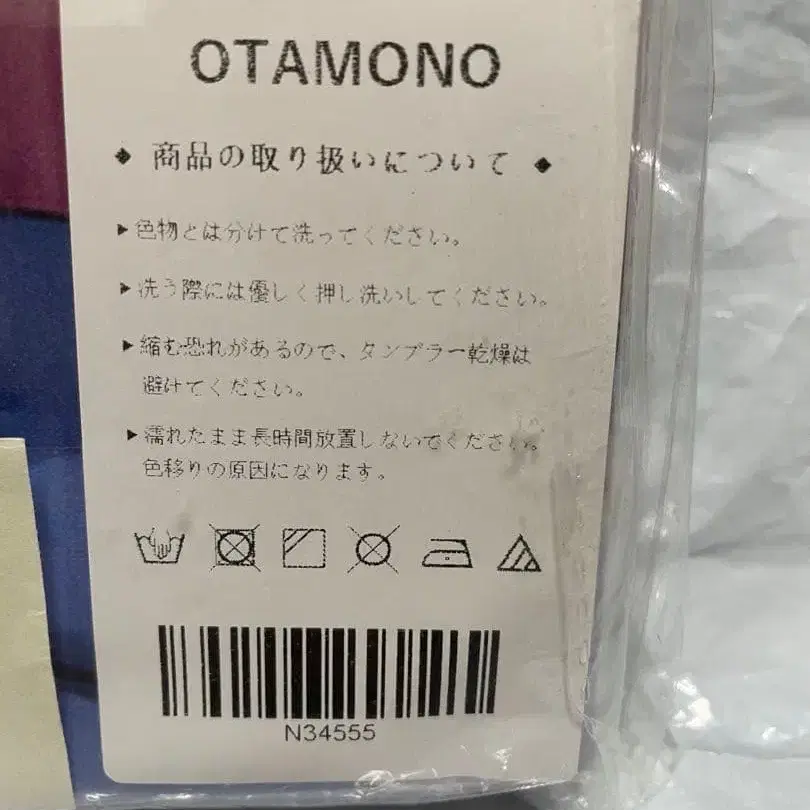 OTAMONO
◆ 商品の取り扱いについて ◆
▶色物とは分けて洗ってください。
▶洗う際には優しく押し洗いしてください。
▶縮む恐れがあるので、タンブラー乾燥は
避けてください。
▶濡れたまま長時間放置しないでください。
色移りの原因になります。
N34555